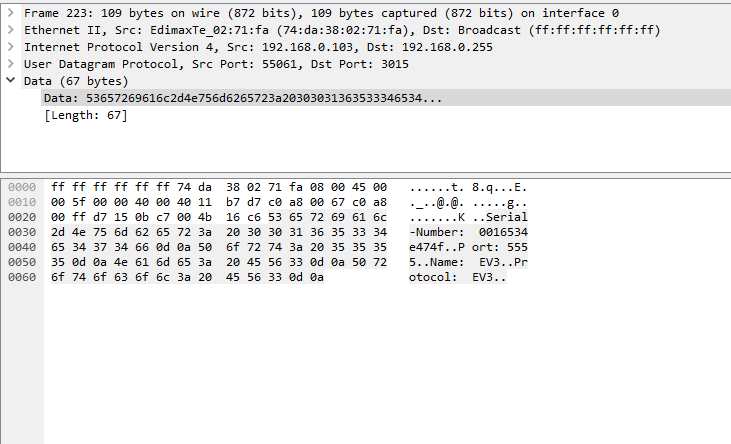 Frame 223: 109 bytes on wire (872 bits), 109 bytes captured (872 bits) on interface 0
Ethernet II, Src: EdimaxTe_02:71:fa (74:da:38:02:71:fa), Dst: Broadcast (ff:ff:ff:ff:ff:ff)
Internet Protocol Version 4, Src: 192.168.0.103, Dst: 192.168.0.255
User Datagram Protocol, Src Port: 55061, Dst Port: 3015
Data (67 bytes)
Data: 53657269616c2d4e756d6265723a20303031363533346534...
[Length: 67]
0000 ff ff ff ff ff ff 74 da 38 02 71 fa 08 00 45 00 ......t. 8.q...E.
0010 00 5f 00 00 40 00 40 11 b7 d7 c0 a8 00 67 c0 a8 ._..@.@. .....g..
0020 00 ff d7 15 0b c7 00 4b 16 c6 53 65 72 69 61 6c .......K ..Serial
0030 2d 4e 75 6d 62 65 72 3a 20 30 30 31 36 35 33 34 -Number: 0016534
0040 65 34 37 34 66 0d 0a 50 6f 72 74 3a 20 35 35 35 e474f..P ort: 555
0050 35 0d 0a 4e 61 6d 65 3a 20 45 56 33 0d 0a 50 72 5..Name: EV3..Pr
0060 6f 74 6f 63 6f 6c 3a 20 45 56 33 0d 0a otocol: EV3..